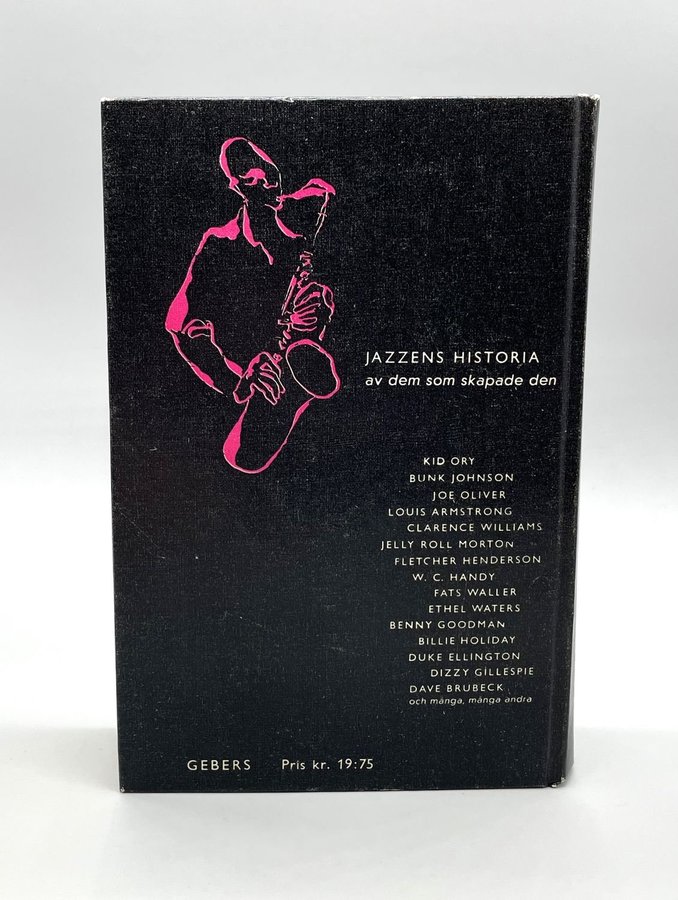 JAZZENS HISTORIA
av dem som skapade den
KID ORY
BUNK JOHNSON
JOE OLIVER
LOUIS ARMSTRONG
CLARENCE WILLIAMS
JELLY ROLL MORTON
FLETCHER HENDERSON
W. C. HANDY
FATS WALLER
ETHEL WATERS
BENNY GOODMAN
BILLIE HOLIDAY
DUKE ELLINGTON
DIZZY GILLESPIE
DAVE BRUBECK
och många, många andra
GEBERS Pris kr. 19:75